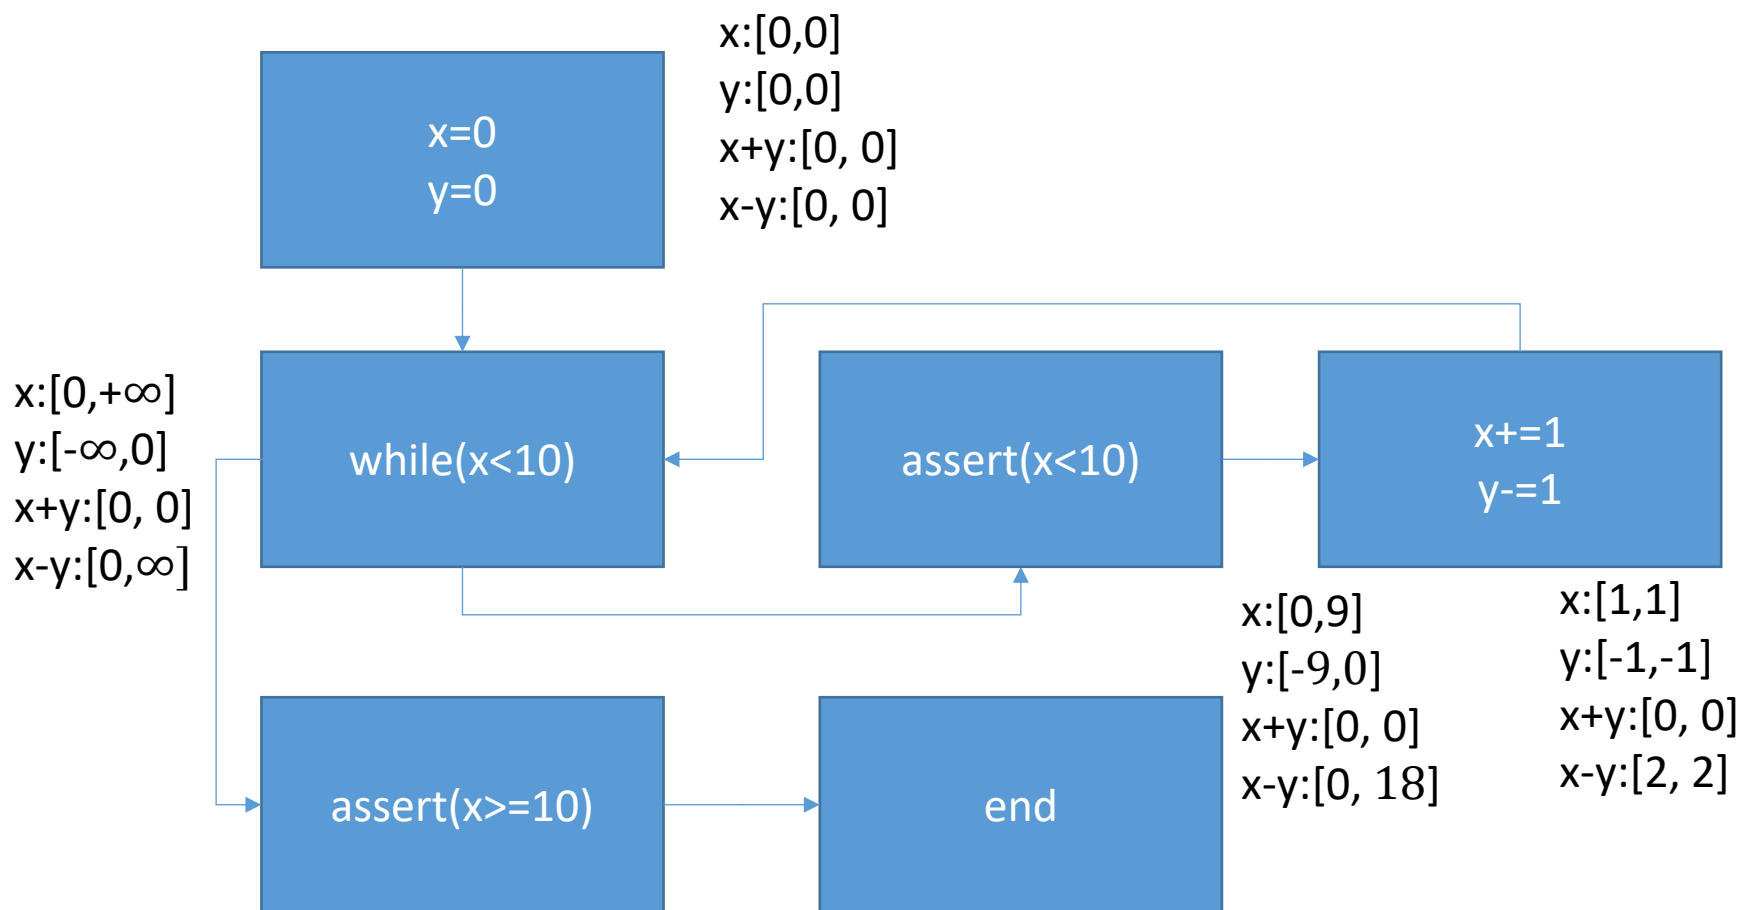 x=0
y=0
x:[0,0]
y:[0,0]
x+y:[0, 0]
x-y:[0, 0]
x:[0,+∞]
y:[-∞,0]
x+y:[0, 0]
x-y:[0,∞]
while(x<10)
assert(x<10)
x+=1
y-=1
x:[0,9]
y:[-9,0]
x+y:[0, 0]
x-y:[0, 18]
x:[1,1]
y:[-1,-1]
x+y:[0, 0]
x-y:[2, 2]
assert(x>=10)
end